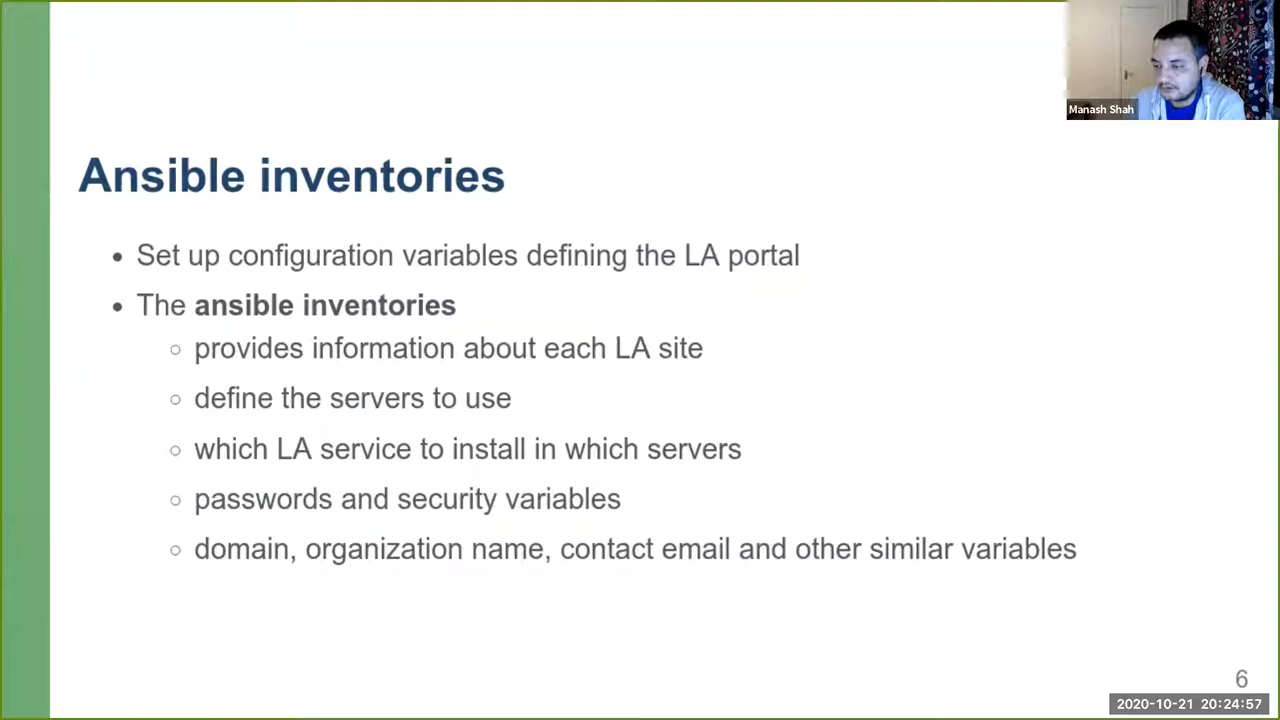 Manash Shah
Ansible inventories
• Set up configuration variables defining the LA portal
• The ansible inventories
○ provides information about each LA site
○ define the servers to use
○ which LA service to install in which servers
○ passwords and security variables
○ domain, organization name, contact email and other similar variables
6
2020-10-21 20:24:57